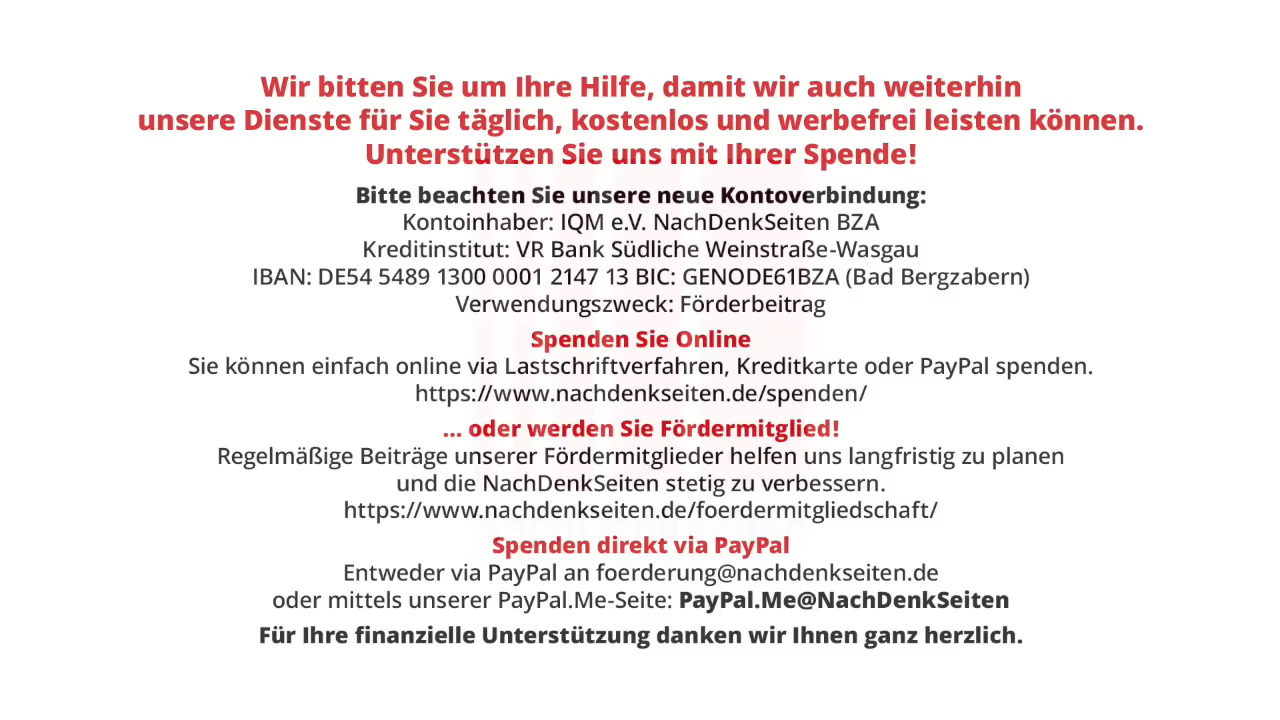 Wir bitten Sie um Ihre Hilfe, damit wir auch weiterhin
unsere Dienste für Sie täglich, kostenlos und werbefrei leisten können.
Unterstützen Sie uns mit Ihrer Spende!
Bitte beachten Sie unsere neue Kontoverbindung:
Kontoinhaber: IQM e.V. NachDenkSeiten BZA
Kreditinstitut: VR Bank Südliche Weinstraße-Wasgau
IBAN: DE54 5489 1300 0001 2147 13 BIC: GENODE61BZA (Bad Bergzabern)
Verwendungszweck: Förderbeitrag
Spenden Sie Online
Sie können einfach online via Lastschriftverfahren, Kreditkarte oder PayPal spenden.
https://www.nachdenkseiten.de/spenden/
... oder werden Sie Fördermitglied!
Regelmäßige Beiträge unserer Fördermitglieder helfen uns langfristig zu planen
und die NachDenkSeiten stetig zu verbessern.
https://www.nachdenkseiten.de/foerdermitgliedschaft/
Spenden direkt via PayPal
Entweder via PayPal an foerderung@nachdenkseiten.de
oder mittels unserer PayPal.Me-Seite: PayPal.Me@NachDenkSeiten
Für Ihre finanzielle Unterstützung danken wir Ihnen ganz herzlich.